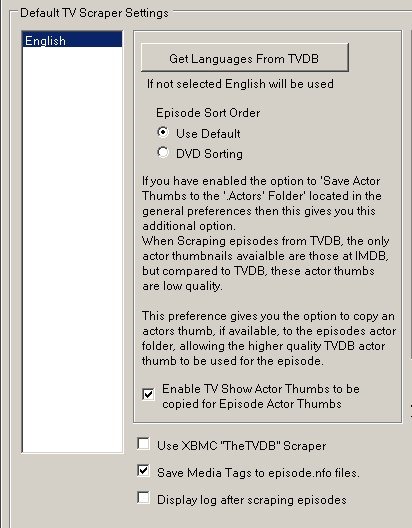 Default TV Scraper Settings
English
Get Languages From TVDB
If not selected English will be used
Episode Sort Order
Use Default
DVD Sorting
If you have enabled the option to 'Save Actor
Thumbs to the '.Actors' Folder' located in the
general preferences then this gives you this
additional option.
When Scraping episodes from TVDB, the only
actor thumbnails avaialble are those at IMDB,
but compared to TVDB, these actor thumbs
are low quality.
This preference gives you the option to copy an
actors thumb, if available, to the episodes actor
folder, allowing the higher quality TVDB actor
thumb to be used for the episode.
Enable TV Show Actor Thumbs to be
copied for Episode Actor Thumbs
Use XBMC "TheTVDB" Scraper
Save Media Tags to episode.nfo files.
Display log after scraping episodes